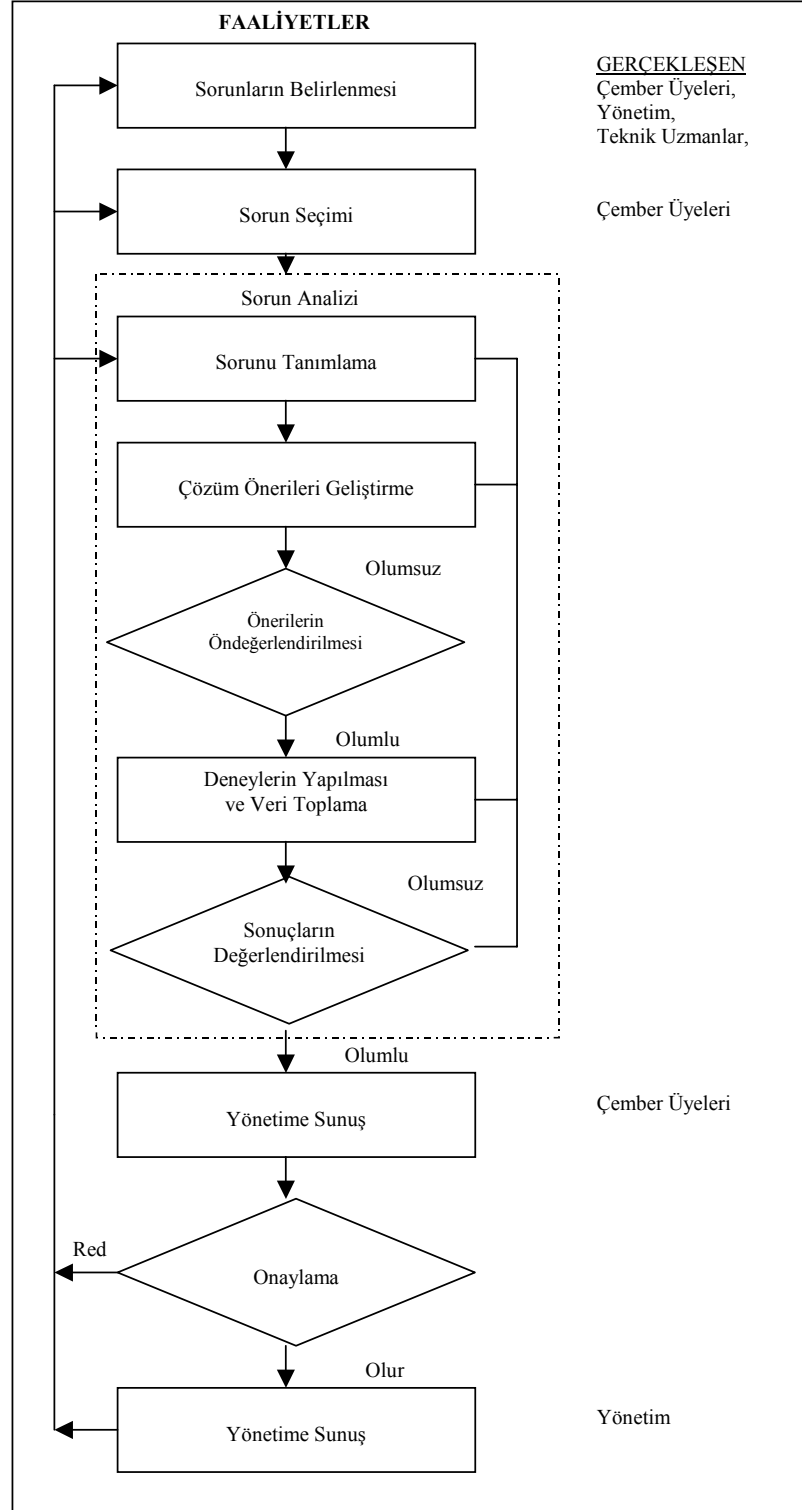 FAALİYETLER
GERÇEKLEŞEN
Sorunların Belirlenmesi
Çember Üyeleri,
Yönetim,
Teknik Uzmanlar,
Sorun Seçimi
Çember Üyeleri
Sorun Analizi
Sorunu Tanımlama
Çözüm Önerileri Geliştirme
Olumsuz
Önerilerin
Öndeğerlendirilmesi
Olumlu
Deneylerin Yapılması
ve Veri Toplama
Olumsuz
Sonuçların
Değerlendirilmesi
Olumlu
Yönetime Sunuş
Çember Üyeleri
Red
Onaylama
Olur
Yönetime Sunuş
Yönetim